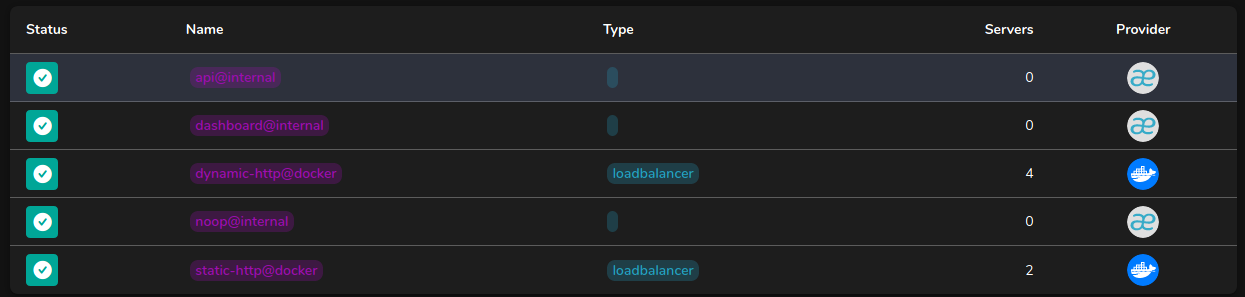 Status Name Type Servers Provider
api@internal 0
dashboard@internal 0
dynamic-http@docker loadbalancer 4
noop@internal 0
static-http@docker loadbalancer 2